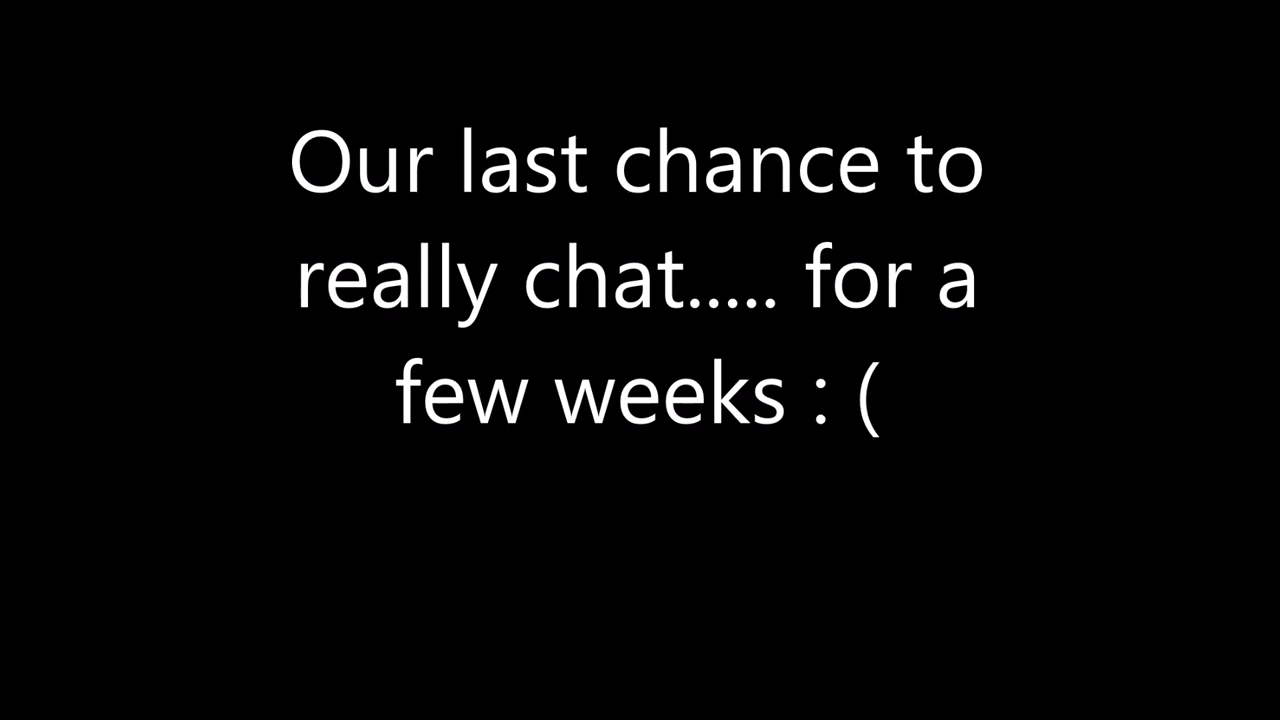 Our last chance to
really chat..... for a
few weeks : (